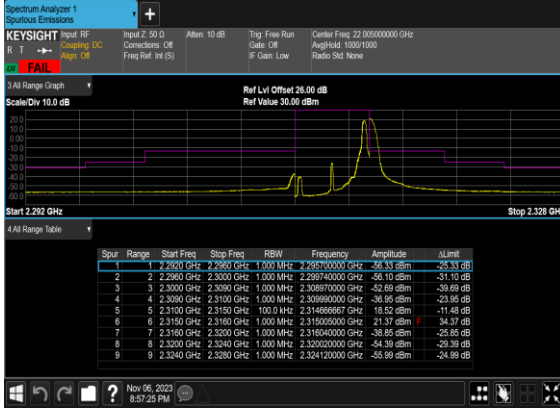 Spectrum Analyzer 1
Spurious Emissions
KEYSIGHT Input: RF Input Z: 50 Ω Atten: 10 dB Trig: Free Run Center Freq: 22.005000000 GHz
R T Coupling: DC Corrections: Off Gate: Off Avg|Hold: 1000/1000
Align: Off Freq Ref: Int (S) IF Gain: Low Radio Std: None
FAIL
3 All Range Graph
Ref Lvl Offset 26.00 dB
Scale/Div 10.0 dB Ref Value 30.00 dBm
20.0
10.0
0.00
-10.0
-20.0
-30.0
-40.0
-50.0
-60.0
Start 2.292 GHz Stop 2.328 GH
4 All Range Table
Spur Range Start Freq Stop Freq RBW Frequency Amplitude ΔLimit
1 1 2.2920 GHz 2.2960 GHz 1.000 MHz 2.295700000 GHz -56.33 dBm -25.33 dB
2 2 2.2960 GHz 2.3000 GHz 1.000 MHz 2.299740000 GHz -56.10 dBm -31.10 dB
3 3 2.3000 GHz 2.3090 GHz 1.000 MHz 2.308970000 GHz -52.69 dBm -39.69 dB
4 4 2.3090 GHz 2.3100 GHz 1.000 MHz 2.309990000 GHz -36.95 dBm -23.95 dB
5 5 2.3100 GHz 2.3150 GHz 100.0 kHz 2.314666667 GHz 18.52 dBm -11.48 dB
6 6 2.3150 GHz 2.3160 GHz 1.000 MHz 2.315005000 GHz 21.37 dBm F 34.37 dB
7 7 2.3160 GHz 2.3200 GHz 1.000 MHz 2.316040000 GHz -38.85 dBm -25.85 dB
8 8 2.3200 GHz 2.3240 GHz 1.000 MHz 2.320020000 GHz -54.39 dBm -29.39 dB
9 9 2.3240 GHz 2.3280 GHz 1.000 MHz 2.324120000 GHz -55.99 dBm -24.99 dB
? Nov 06, 2023
8:57:25 PM